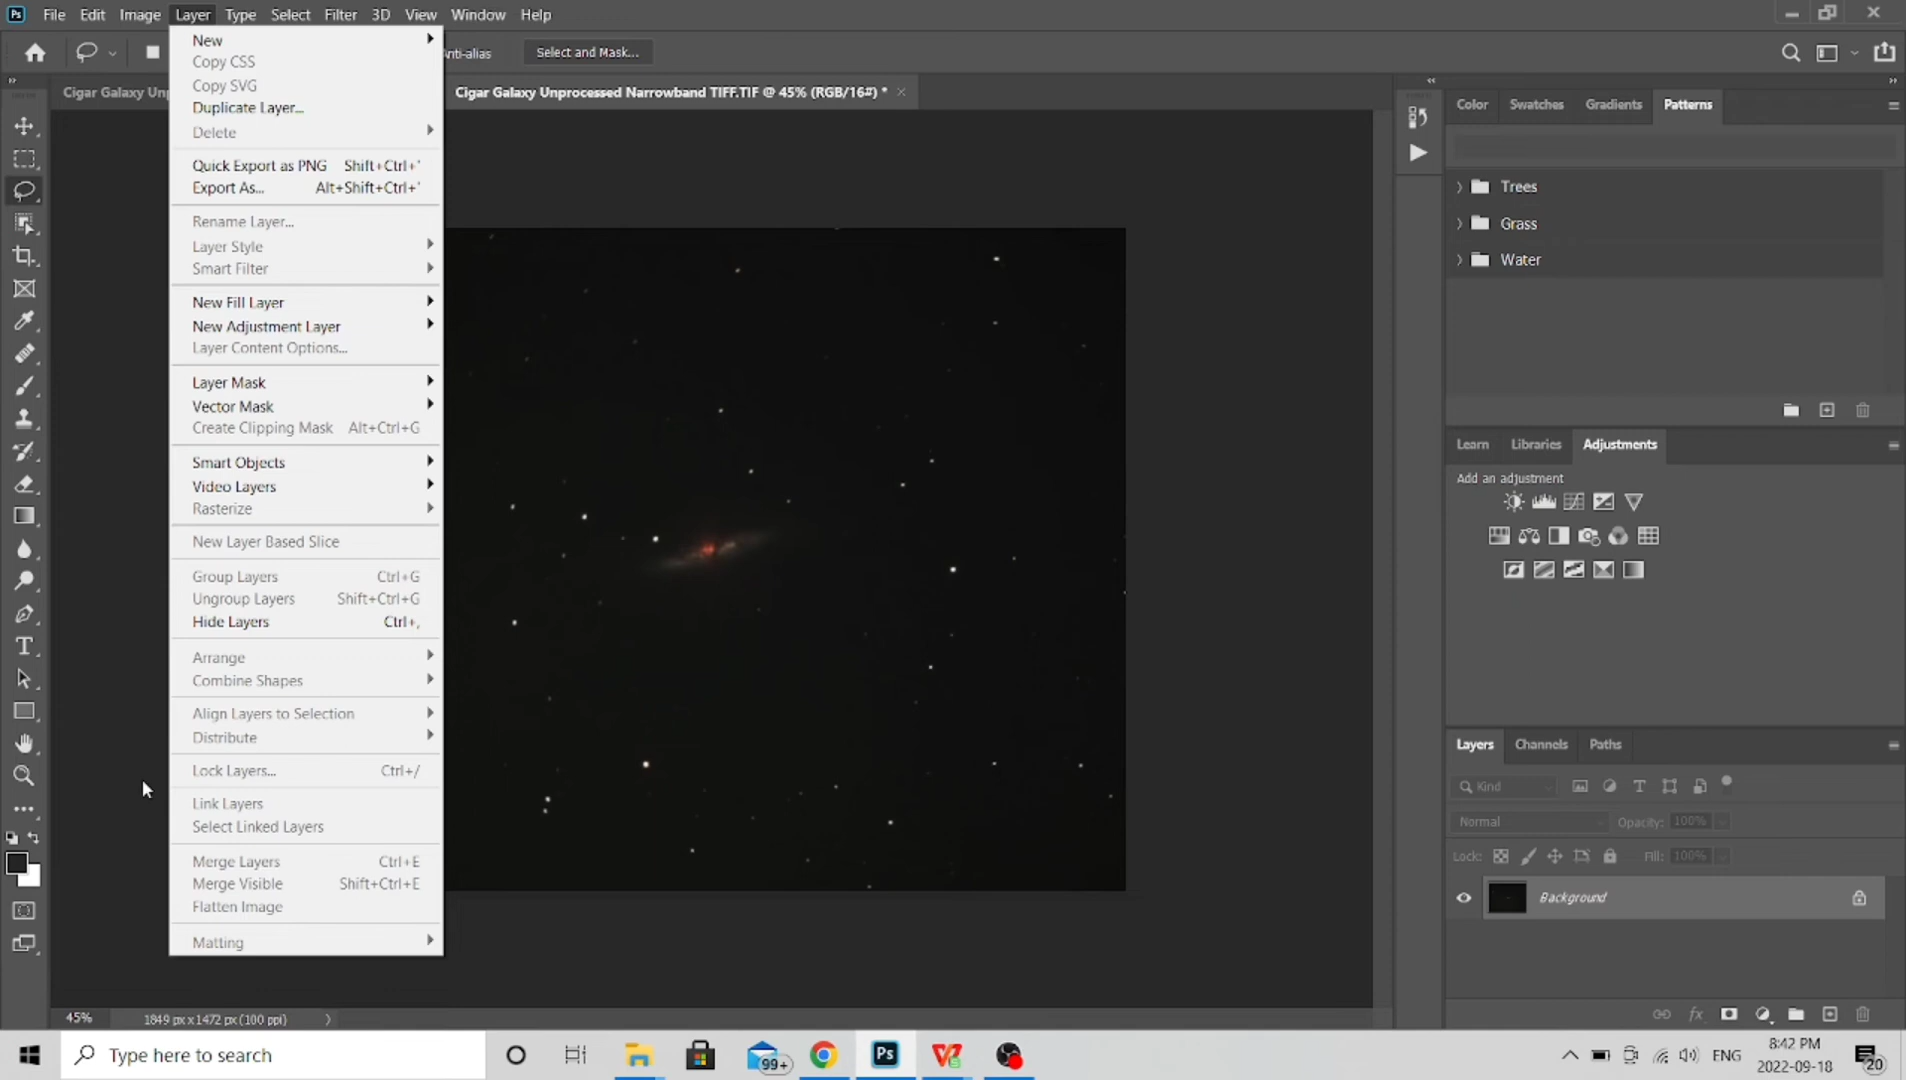 Ps File Edit Image Layer Type Select Filter 3D View Window Help
nti-alias Select and Mask...
Cigar Galaxy Unp Cigar Galaxy Unprocessed Narrowband TIFF.TIF @ 45% (RGB/16#) * ×
New
Copy CSS
Copy SVG
Duplicate Layer...
Delete
Quick Export as PNG Shift+Ctrl+'
Export As... Alt+Shift+Ctrl+'
Rename Layer...
Layer Style
Smart Filter
New Fill Layer
New Adjustment Layer
Layer Content Options...
Layer Mask
Vector Mask
Create Clipping Mask Alt+Ctrl+G
Smart Objects
Video Layers
Rasterize
New Layer Based Slice
Group Layers Ctrl+G
Ungroup Layers Shift+Ctrl+G
Hide Layers Ctrl+,
Arrange
Combine Shapes
Align Layers to Selection
Distribute
Lock Layers... Ctrl+/
Link Layers
Select Linked Layers
Merge Layers Ctrl+E
Merge Visible Shift+Ctrl+E
Flatten Image
Matting
Color Swatches Gradients Patterns
Trees
Grass
Water
Learn Libraries Adjustments
Add an adjustment
Layers Channels Paths
Kind
Normal Opacity: 100%
Lock: Fill: 100%
Background
45% 1849 px x 1472 px (100 ppi)
Type here to search
99+
Ps
ENG
8:42 PM
2022-09-18
20